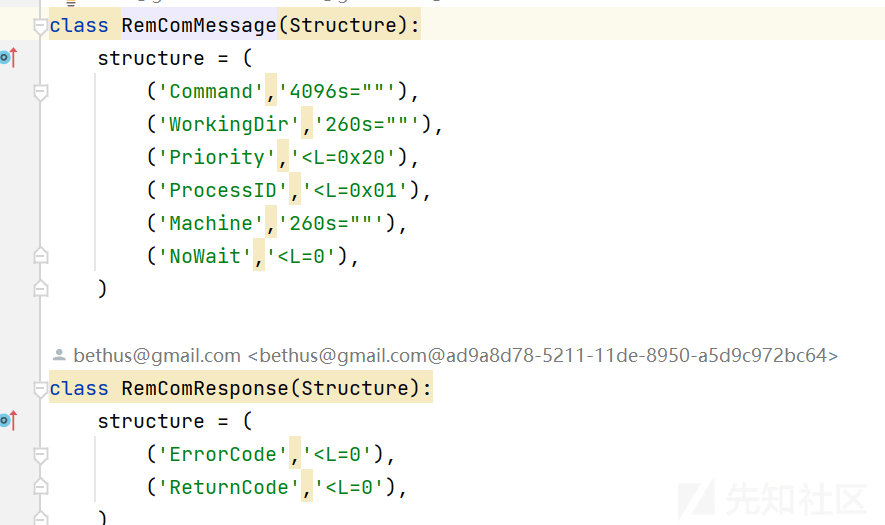 class RemComMessage(Structure):
structure = (
('Command','4096s=""'),
('WorkingDir','260s=""'),
('Priority','<L=0x20'),
('ProcessID','<L=0x01'),
('Machine','260s=""'),
('NoWait','<L=0'),
)
bethus@gmail.com <bethus@gmail.com@ad9a8d78-5211-11de-8950-a5d9c972bc64>
class RemComResponse(Structure):
structure = (
('ErrorCode','<L=0'),
('ReturnCode','<L=0'),
)
先知社区